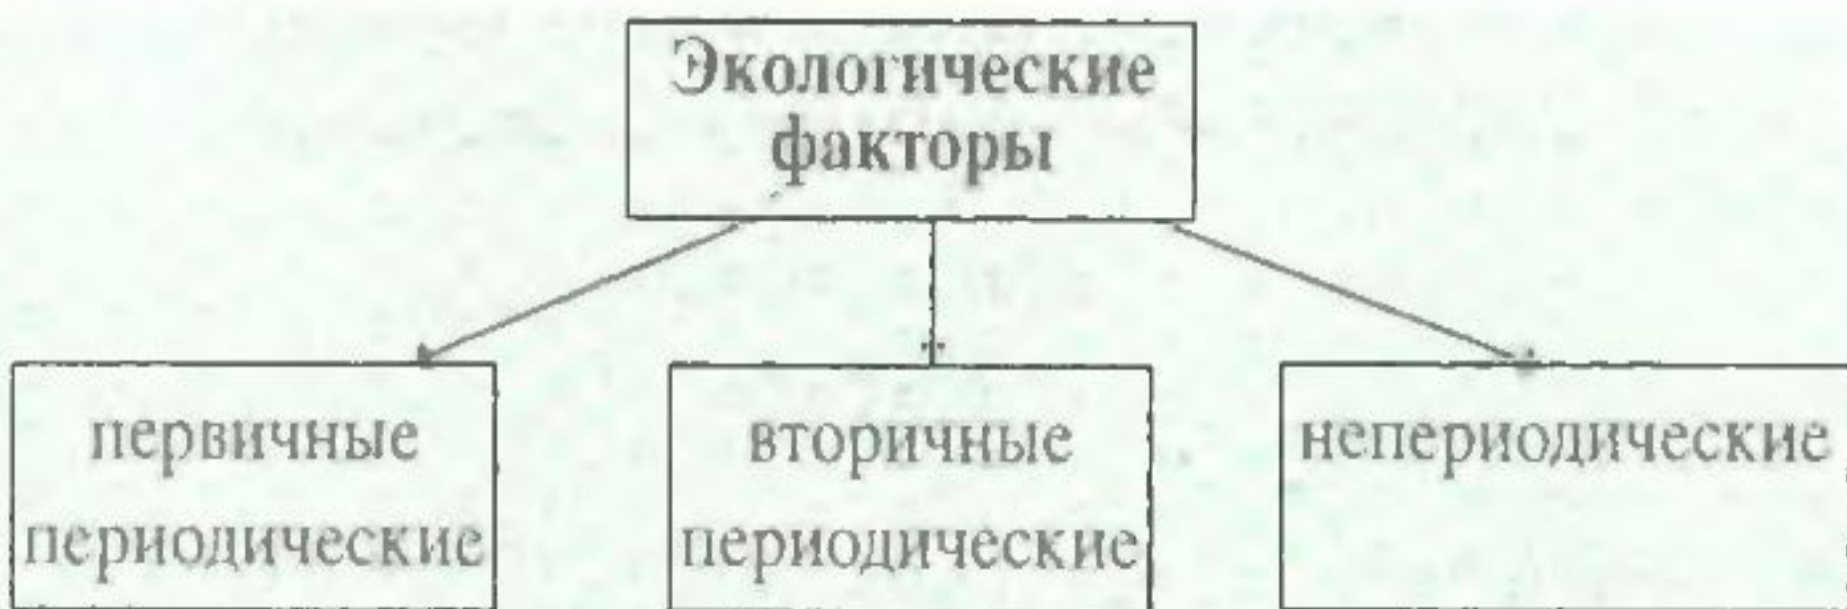 Экологические
факторы
первичные
периодические
вторичные
периодические
непериодические